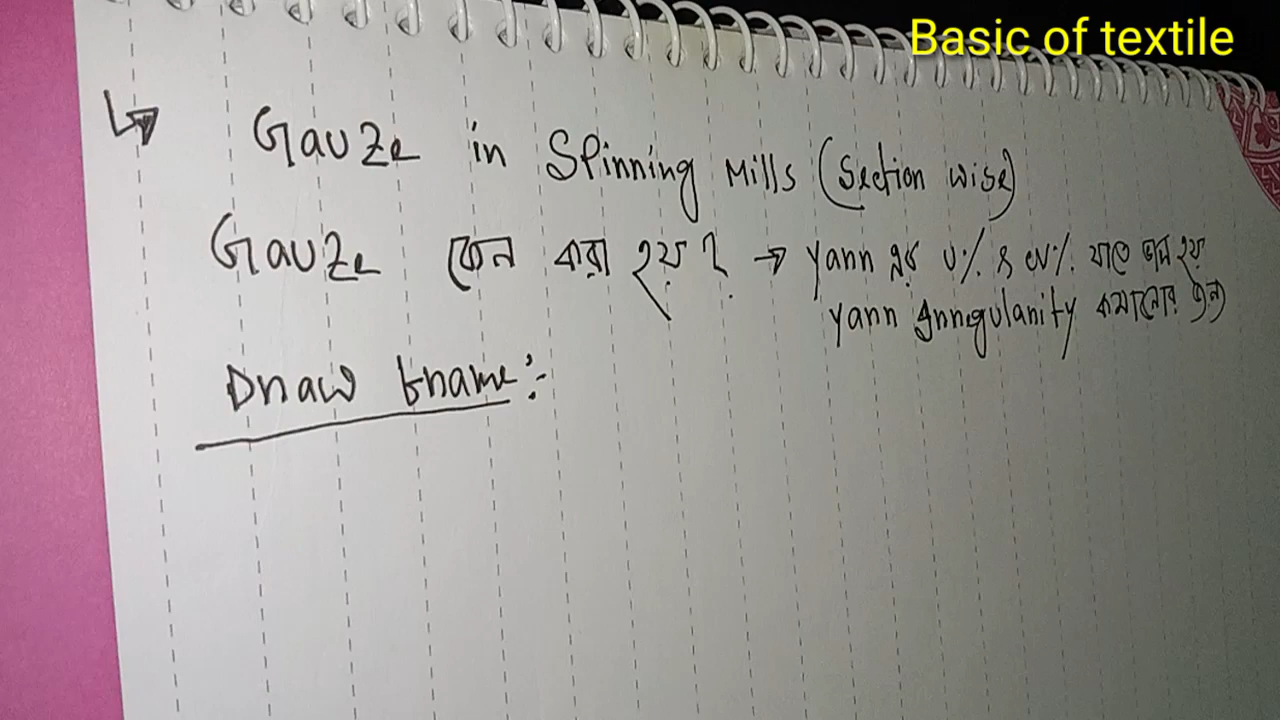 Basic of textile
Gauze in Spinning Mills (Section wise)
Gauze কেন করা হয় ? → yarn এর U% & CV% যাতে ভাল হয়
yarn Irregularity কমানোর জন্য
Draw frame :-